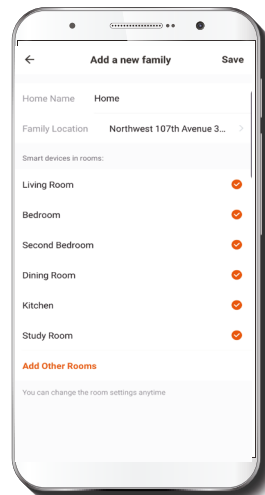 Add a new family Save
Home Name Home
Family Location Northwest 107th Avenue 3...
Smart devices in rooms:
Living Room
Bedroom
Second Bedroom
Dining Room
Kitchen
Study Room
Add Other Rooms
You can change the room settings anytime